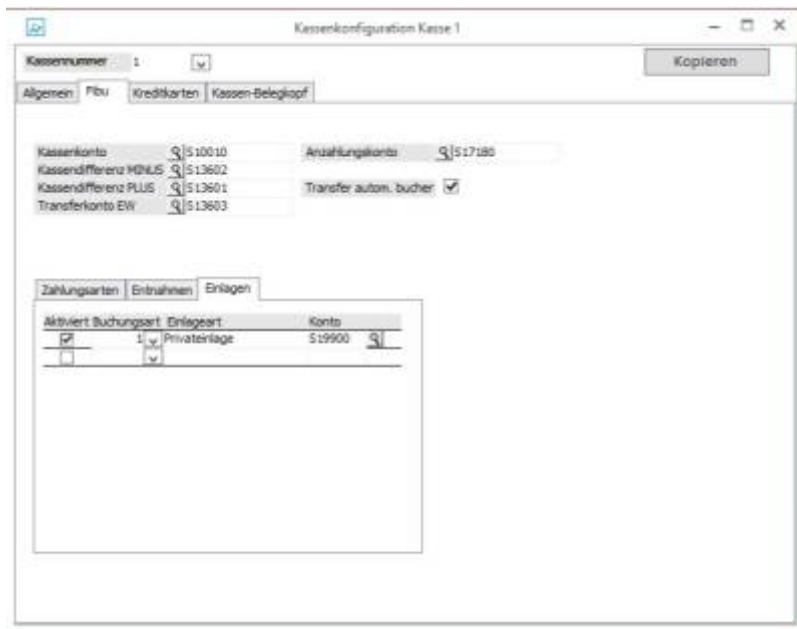 Kassenkonfiguration Kasse 1
Kassennummer 1
Kopieren
Allgemein Fibu Kreditkarten Kassen-Belegkopf
Kassenkonto S10010 Anzahlungskonto S17180
Kassendifferenz MINUS S13602
Kassendifferenz PLUS S13601 Transfer autom. bucher
Transferkonto EW S13603
Zahlungsarten Entnahmen Einlagen
Aktiviert Buchungsart Einlageart Konto
1 Privateinlage S19900